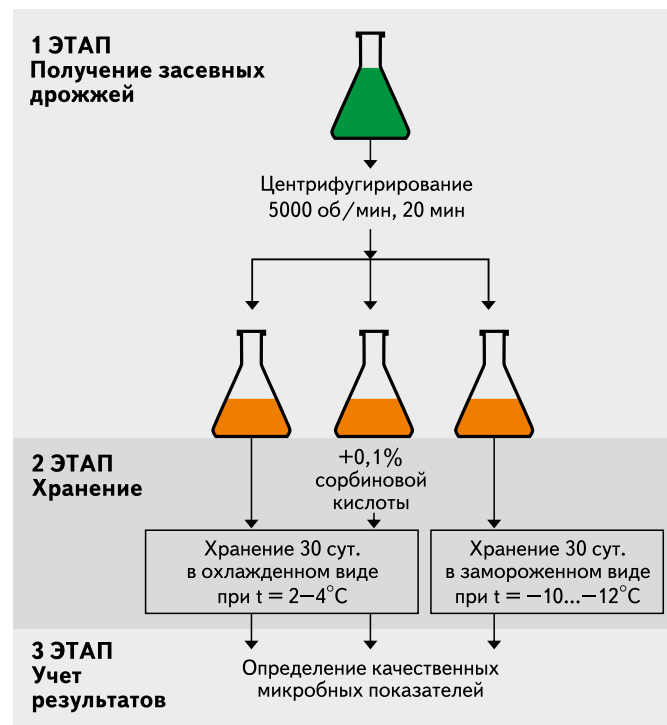 1 ЭТАП
Получение засевных
дрожжей
Центрифугирирование
5000 об/мин, 20 мин
2 ЭТАП
Хранение
+0,1%
сорбиновой
кислоты
Хранение 30 сут.
в охлажденном виде
при t = 2–4°C
Хранение 30 сут.
в замороженном виде
при t = –10...–12°C
3 ЭТАП
Учет
результатов
Определение качественных
микробных показателей